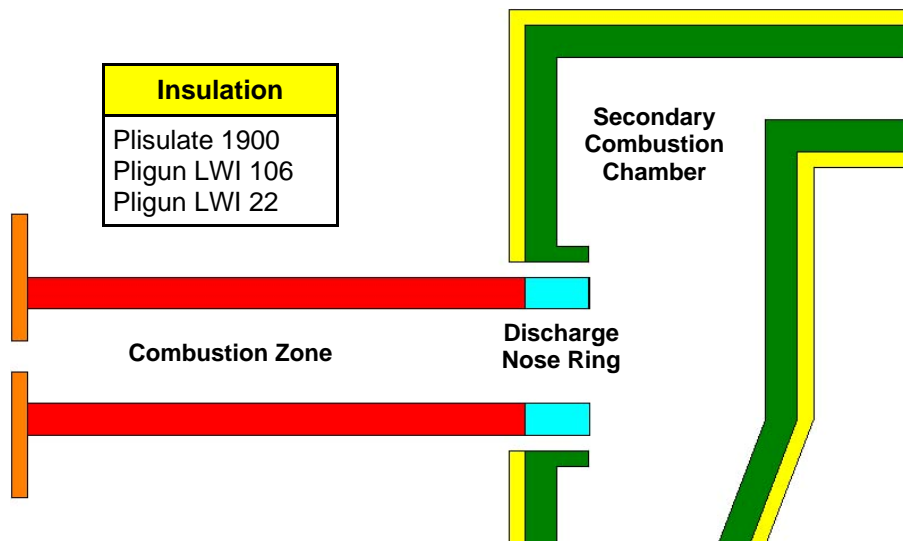 Insulation
Plisulate 1900
Pligun LWI 106
Pligun LWI 22
Secondary
Combustion
Chamber
Combustion Zone
Discharge
Nose Ring